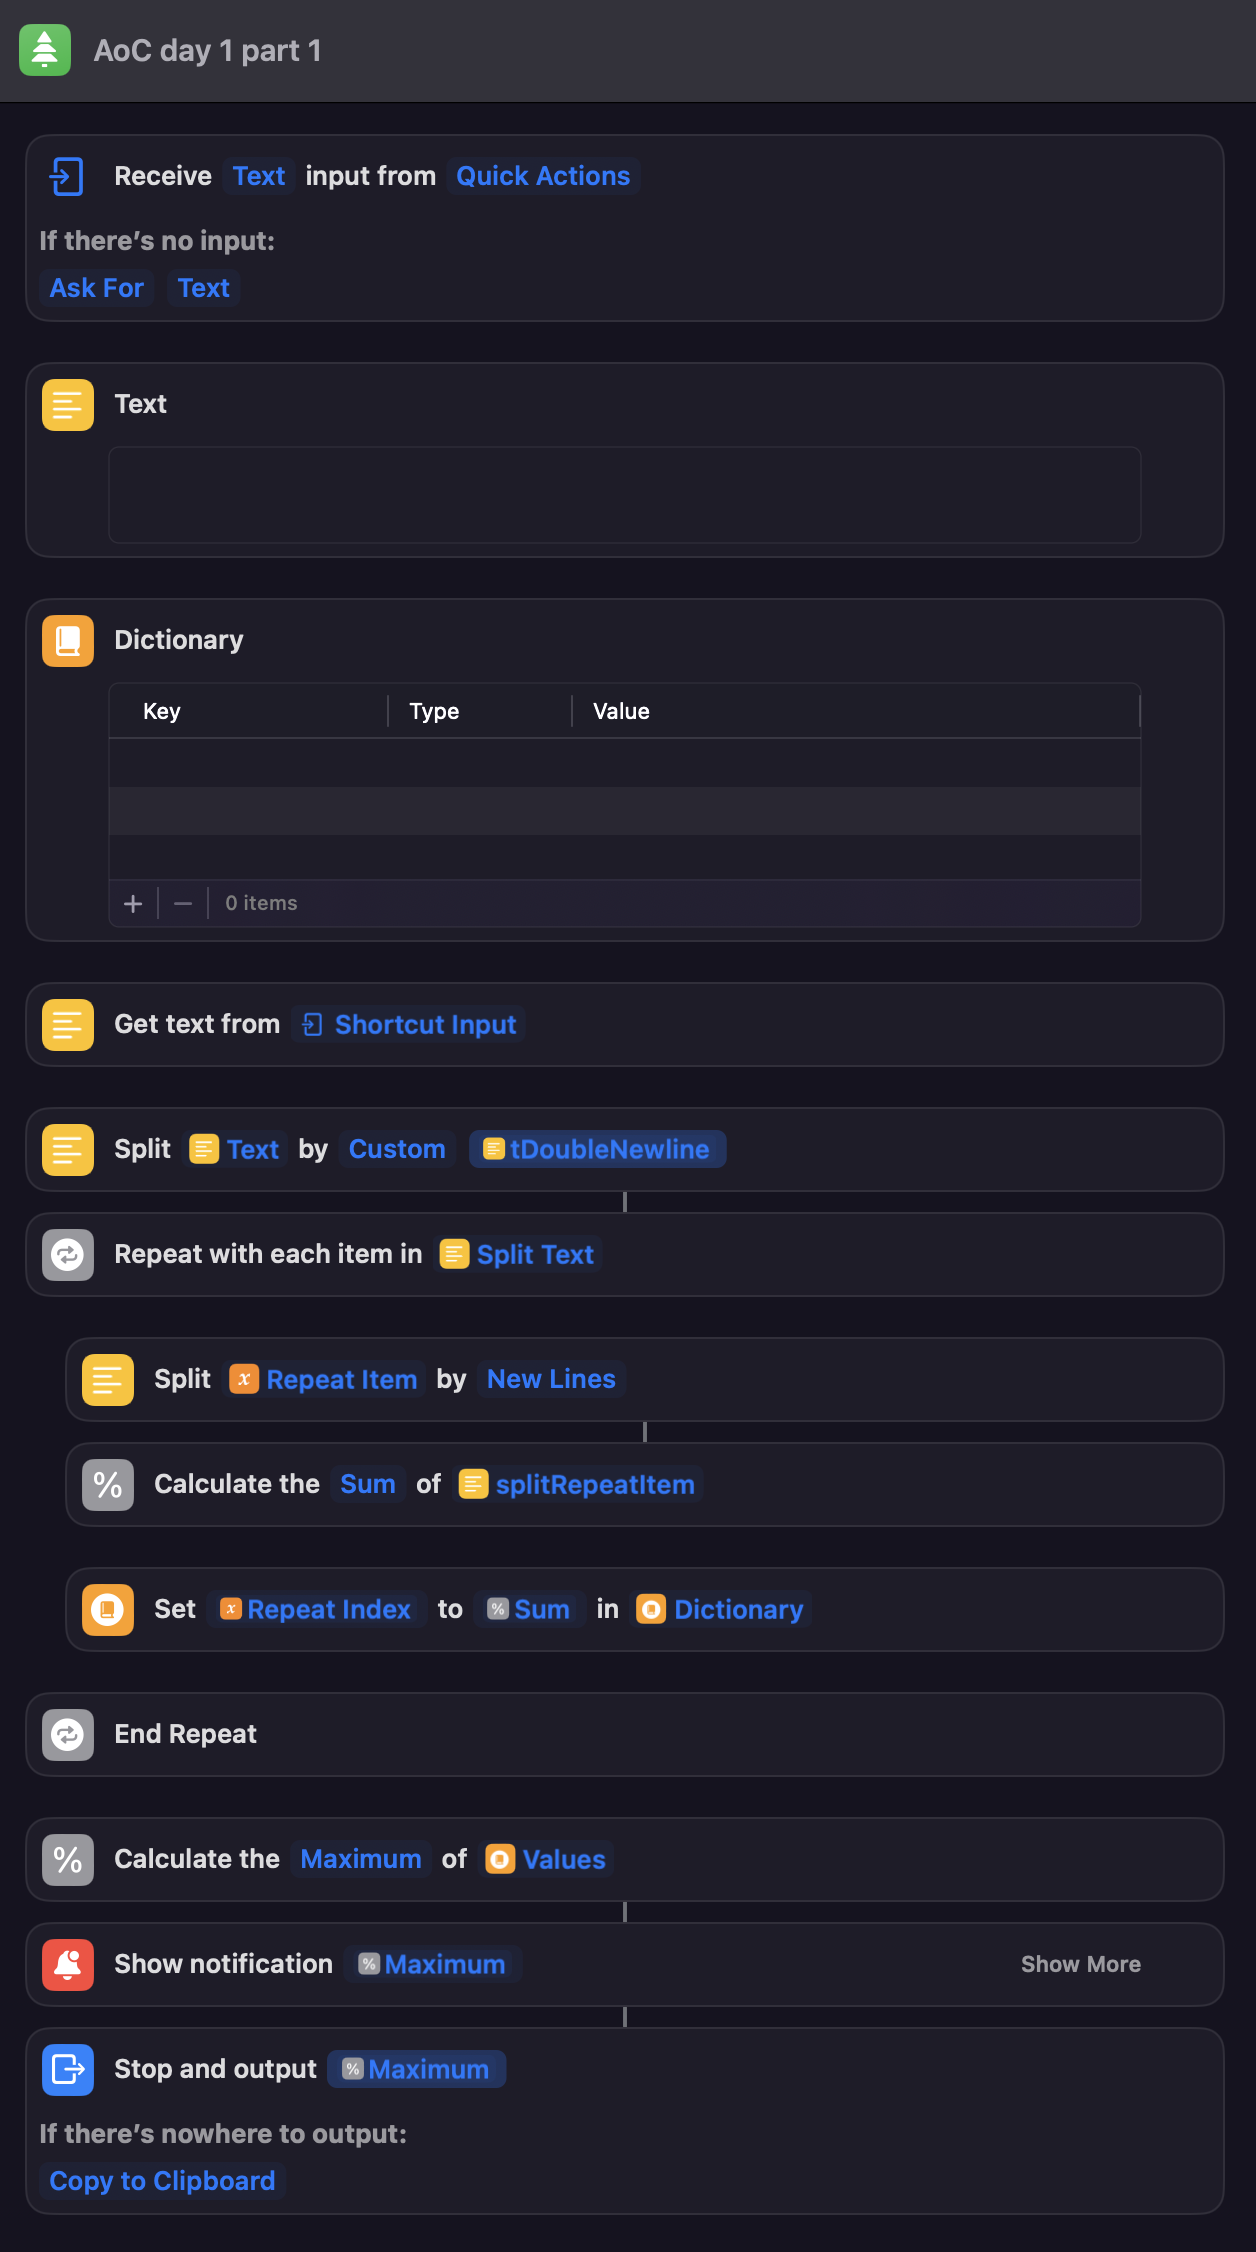 AoC day 1 part 1
Receive Text input from Quick Actions
If there’s no input:
Ask For Text
Text
Dictionary
Key Type Value
+ − 0 items
Get text from Shortcut Input
Split Text by Custom tDoubleNewline
Repeat with each item in Split Text
Split x Repeat Item by New Lines
% Calculate the Sum of splitRepeatItem
Set x Repeat Index to % Sum in Dictionary
End Repeat
% Calculate the Maximum of Values
Show notification % Maximum Show More
Stop and output % Maximum
If there’s nowhere to output:
Copy to Clipboard